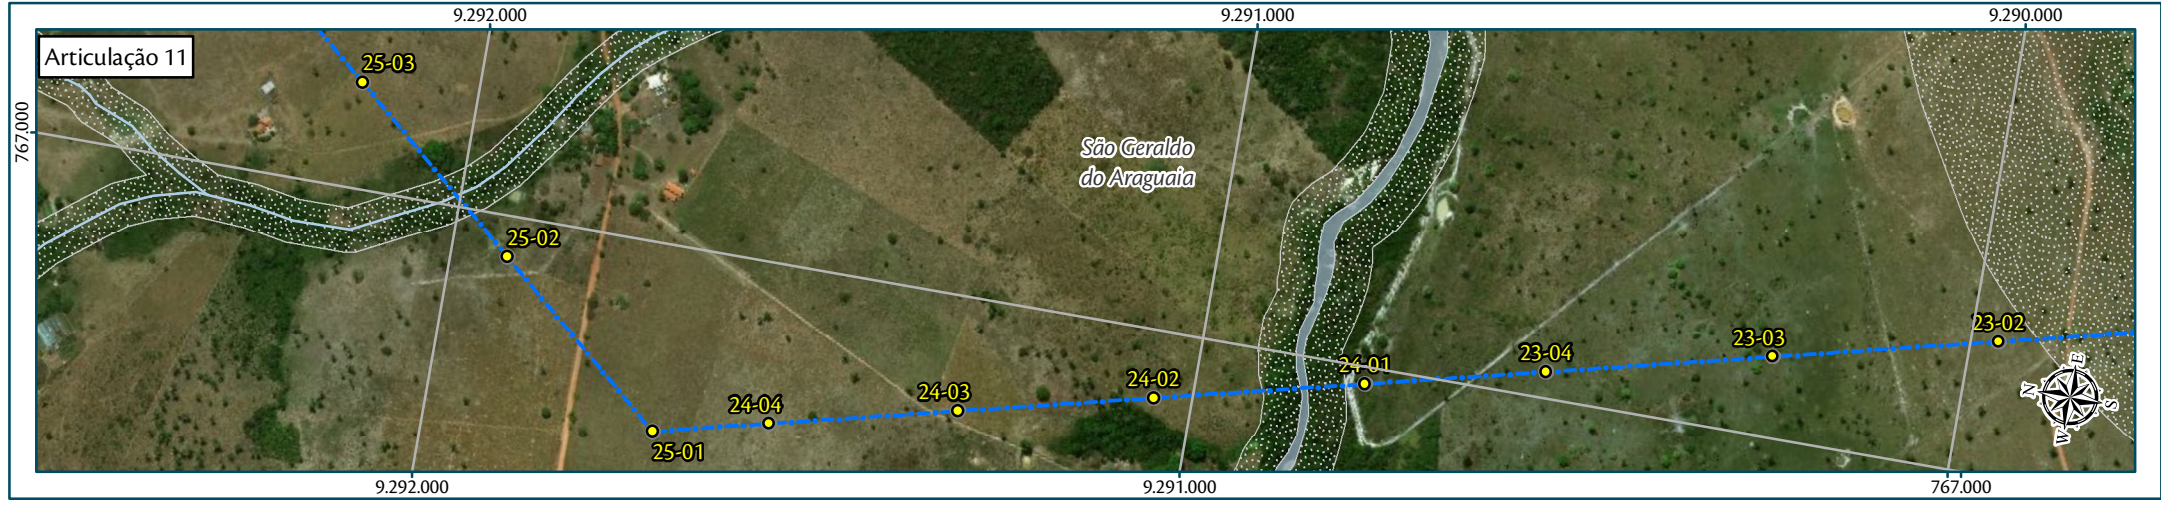 9.292.000
9.291.000
9.290.000
Articulação 11
25-03
767.000
São Geraldo
do Araguaia
25-02
23-02
23-03
23-04
24-01
24-02
24-03
24-04
25-01
E
N
S
W
9.292.000
9.291.000
767.000